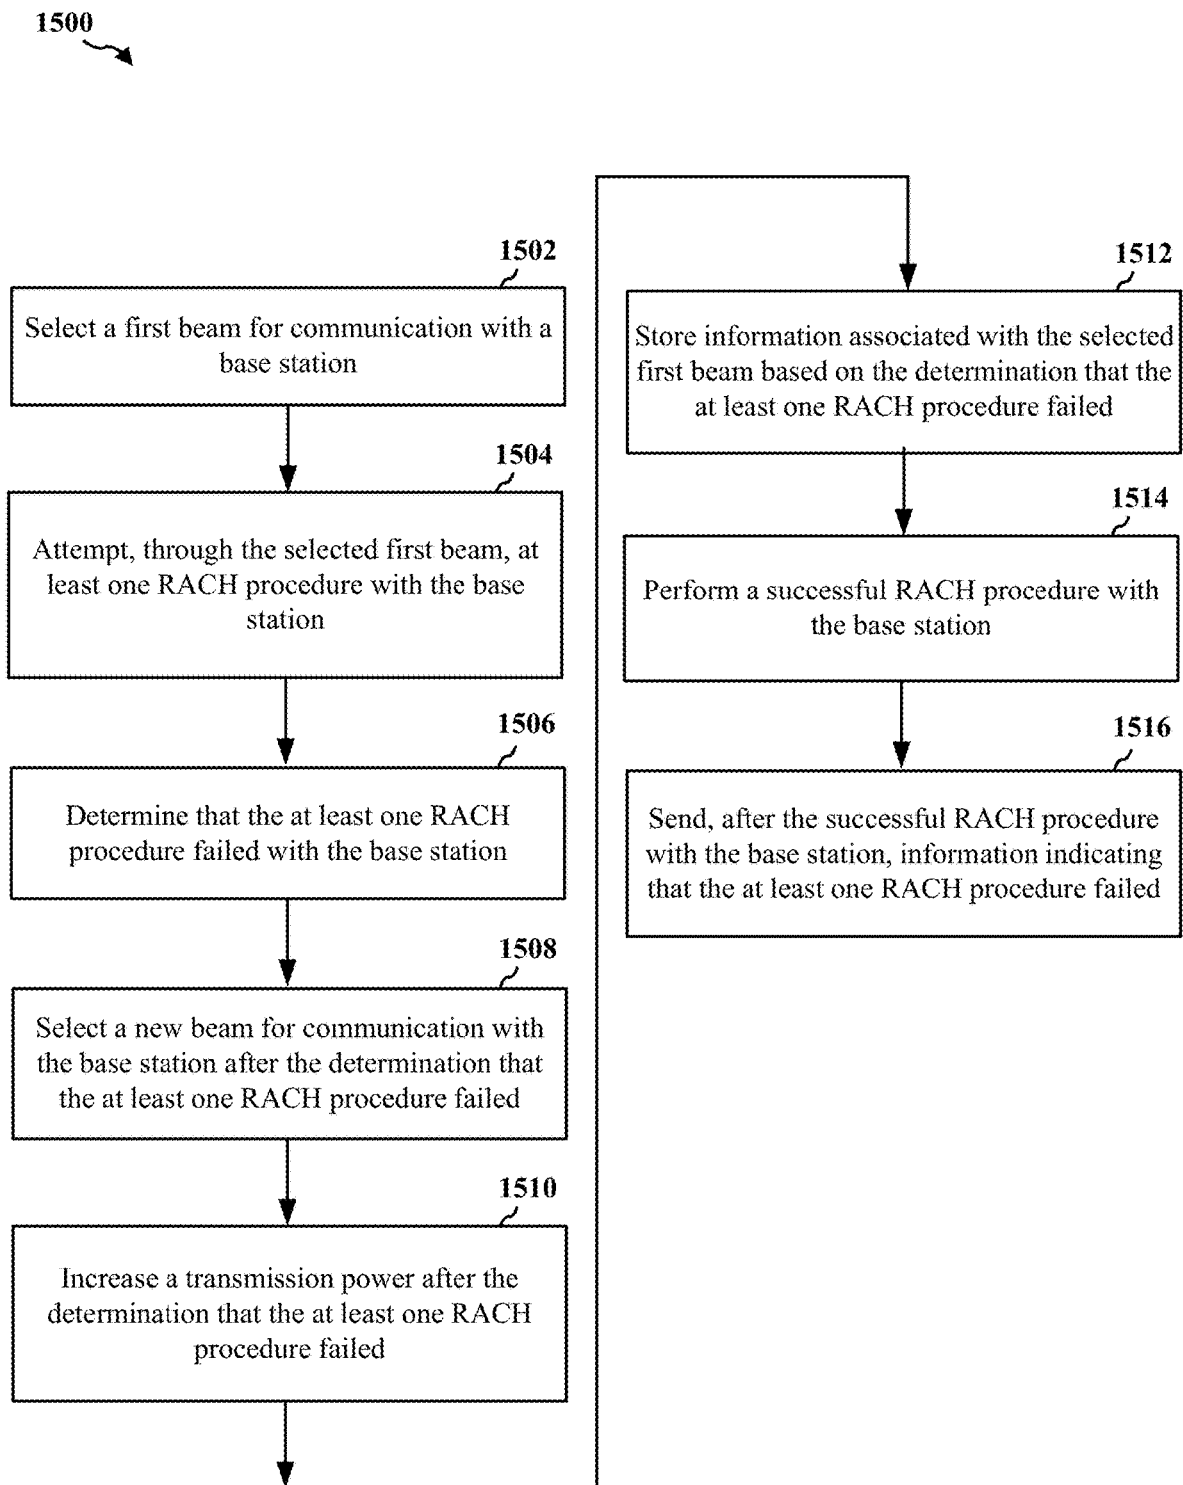 1500
1502
Select a first beam for communication with a
base station
1504
Attempt, through the selected first beam, at
least one RACH procedure with the base
station
1506
Determine that the at least one RACH
procedure failed with the base station
1508
Select a new beam for communication with
the base station after the determination that
the at least one RACH procedure failed
1510
Increase a transmission power after the
determination that the at least one RACH
procedure failed
1512
Store information associated with the selected
first beam based on the determination that the
at least one RACH procedure failed
1514
Perform a successful RACH procedure with
the base station
1516
Send, after the successful RACH procedure
with the base station, information indicating
that the at least one RACH procedure failed